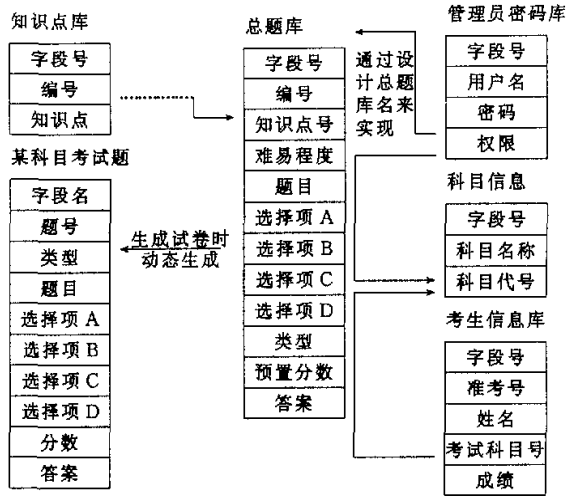 知识点库
字段号
编号
知识点
某科目考试题
字段名
题号
类型
题目
选择项 A
选择项 B
选择项 C
选择项 D
分数
答案
生成试卷时
动态生成
总题库
字段号
编号
知识点号
难易程度
题目
选择项 A
选择项 B
选择项 C
选择项 D
类型
预置分数
答案
通过设
计总题
库名来
实现
管理员密码库
字段号
用户名
密码
权限
科目信息
字段号
科目名称
科目代号
考生信息库
字段号
准考号
姓名
考试科目号
成绩